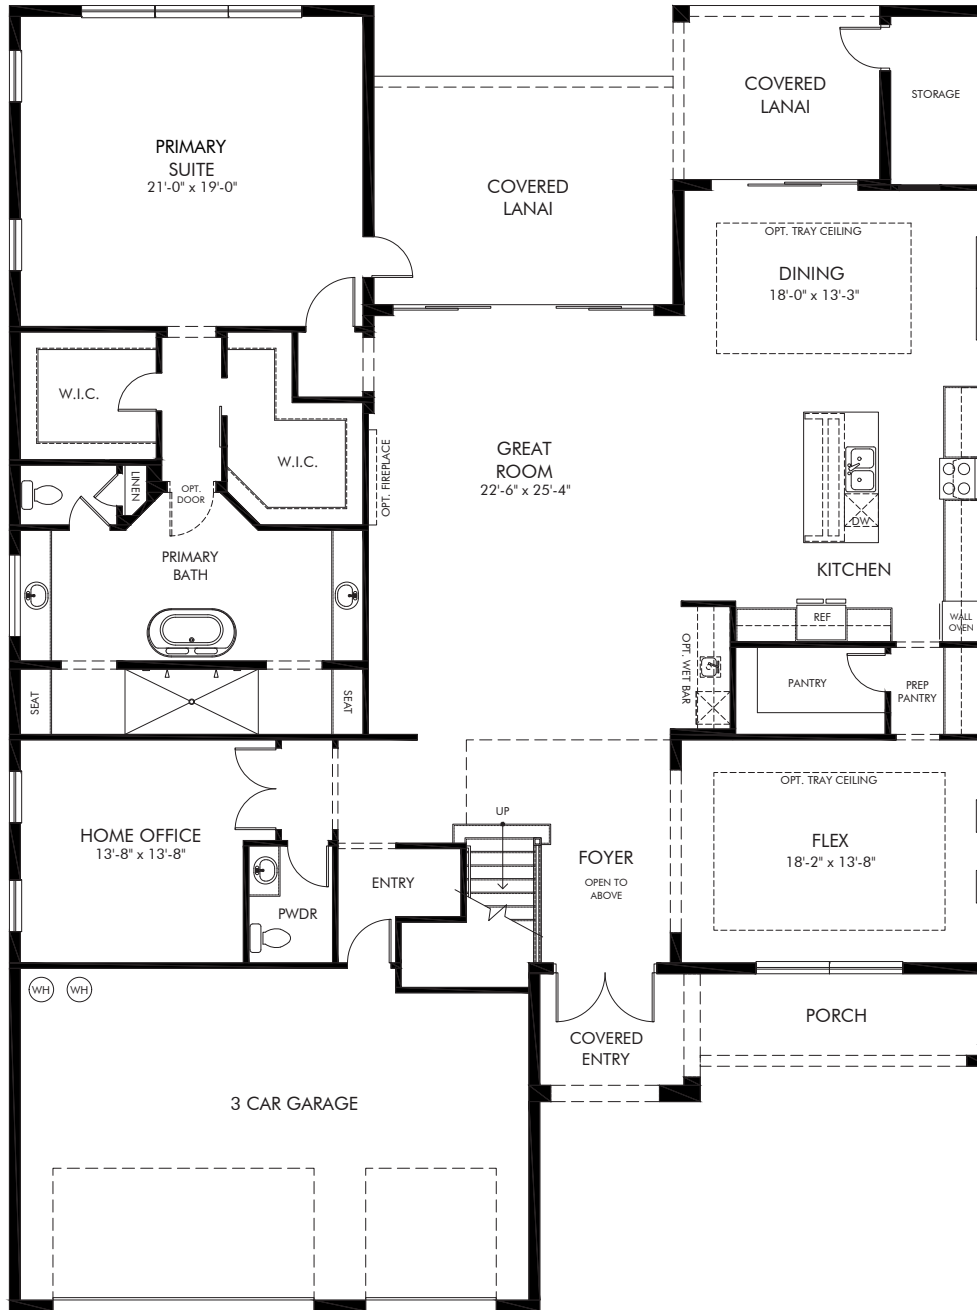 PRIMARY
SUITE
21'-0" x 19'-0"
COVERED
LANAI
COVERED
LANAI
STORAGE
OPT. TRAY CEILING
DINING
18'-0" x 13'-3"
W.I.C.
W.I.C.
LINEN
OPT.
DOOR
OPT. FIREPLACE
GREAT
ROOM
22'-6" x 25'-4"
DW
KITCHEN
PRIMARY
BATH
REF
WALL
OVEN
OPT. WET BAR
PANTRY
PREP
PANTRY
SEAT
SEAT
OPT. TRAY CEILING
FLEX
18'-2" x 13'-8"
HOME OFFICE
13'-8" x 13'-8"
UP
FOYER
OPEN TO
ABOVE
ENTRY
PWDR
WH
WH
COVERED
ENTRY
PORCH
3 CAR GARAGE